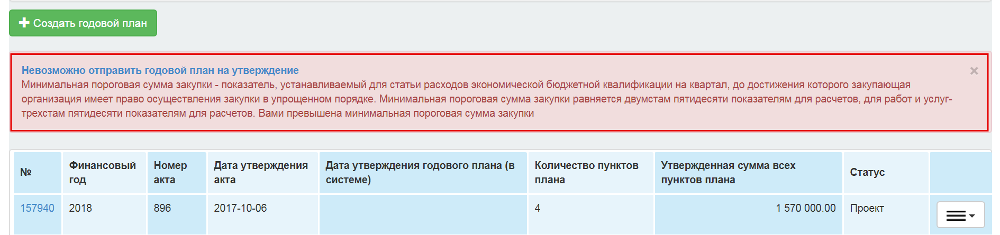 Создать годовой план
Невозможно отправить годовой план на утверждение
×
Минимальная пороговая сумма закупки - показатель, устанавливаемый для статьи расходов экономической бюджетной квалификации на квартал, до достижения которого закупающая
организация имеет право осуществления закупки в упрощенном порядке. Минимальная пороговая сумма закупки равняется двумстам пятидесяти показателям для расчетов, для работ и услуг-
трехстам пятидесяти показателям для расчетов. Вами превышена минимальная пороговая сумма закупки
№
Финансовый
год
Номер
акта
Дата утверждения
акта
Дата утверждения годового плана (в
системе)
Количество пунктов
плана
Утвержденная сумма всех
пунктов плана
Статус
157940
2018
896
2017-10-06
4
1 570 000.00
Проект